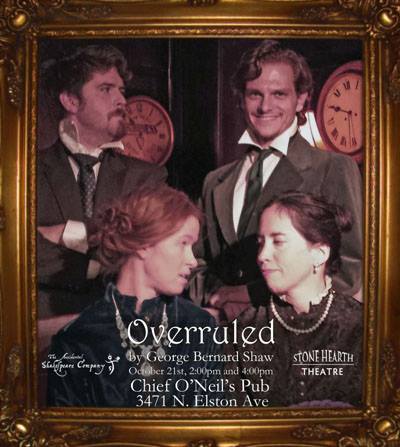 Overruled
by George Bernard Shaw
October 21st, 2:00pm and 4:00pm
Chief O'Neil's Pub
3471 N. Elston Ave
The Accidental
Shakespeare Company
STONE HEARTH
THEATRE